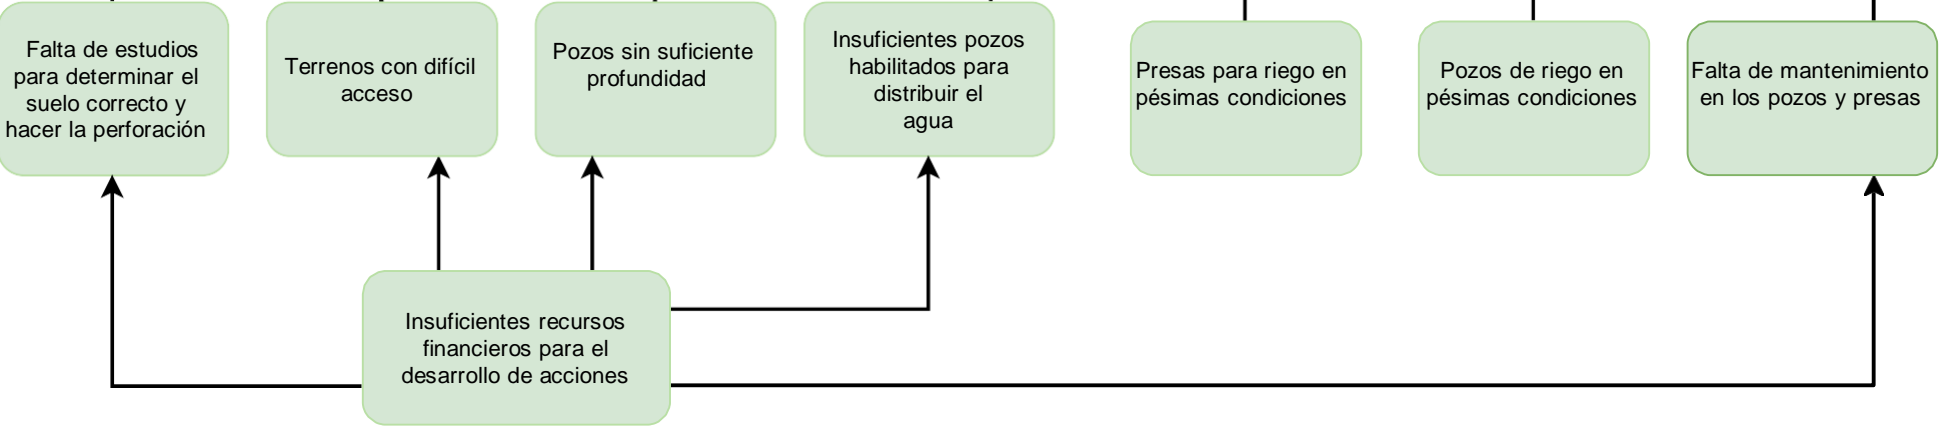 Falta de estudios
para determinar el
suelo correcto y
hacer la perforación
Terrenos con difícil
acceso
Pozos sin suficiente
profundidad
Insuficientes pozos
habilitados para
distribuir el
agua
Presas para riego en
pésimas condiciones
Pozos de riego en
pésimas condiciones
Falta de mantenimiento
en los pozos y presas
Insuficientes recursos
financieros para el
desarrollo de acciones